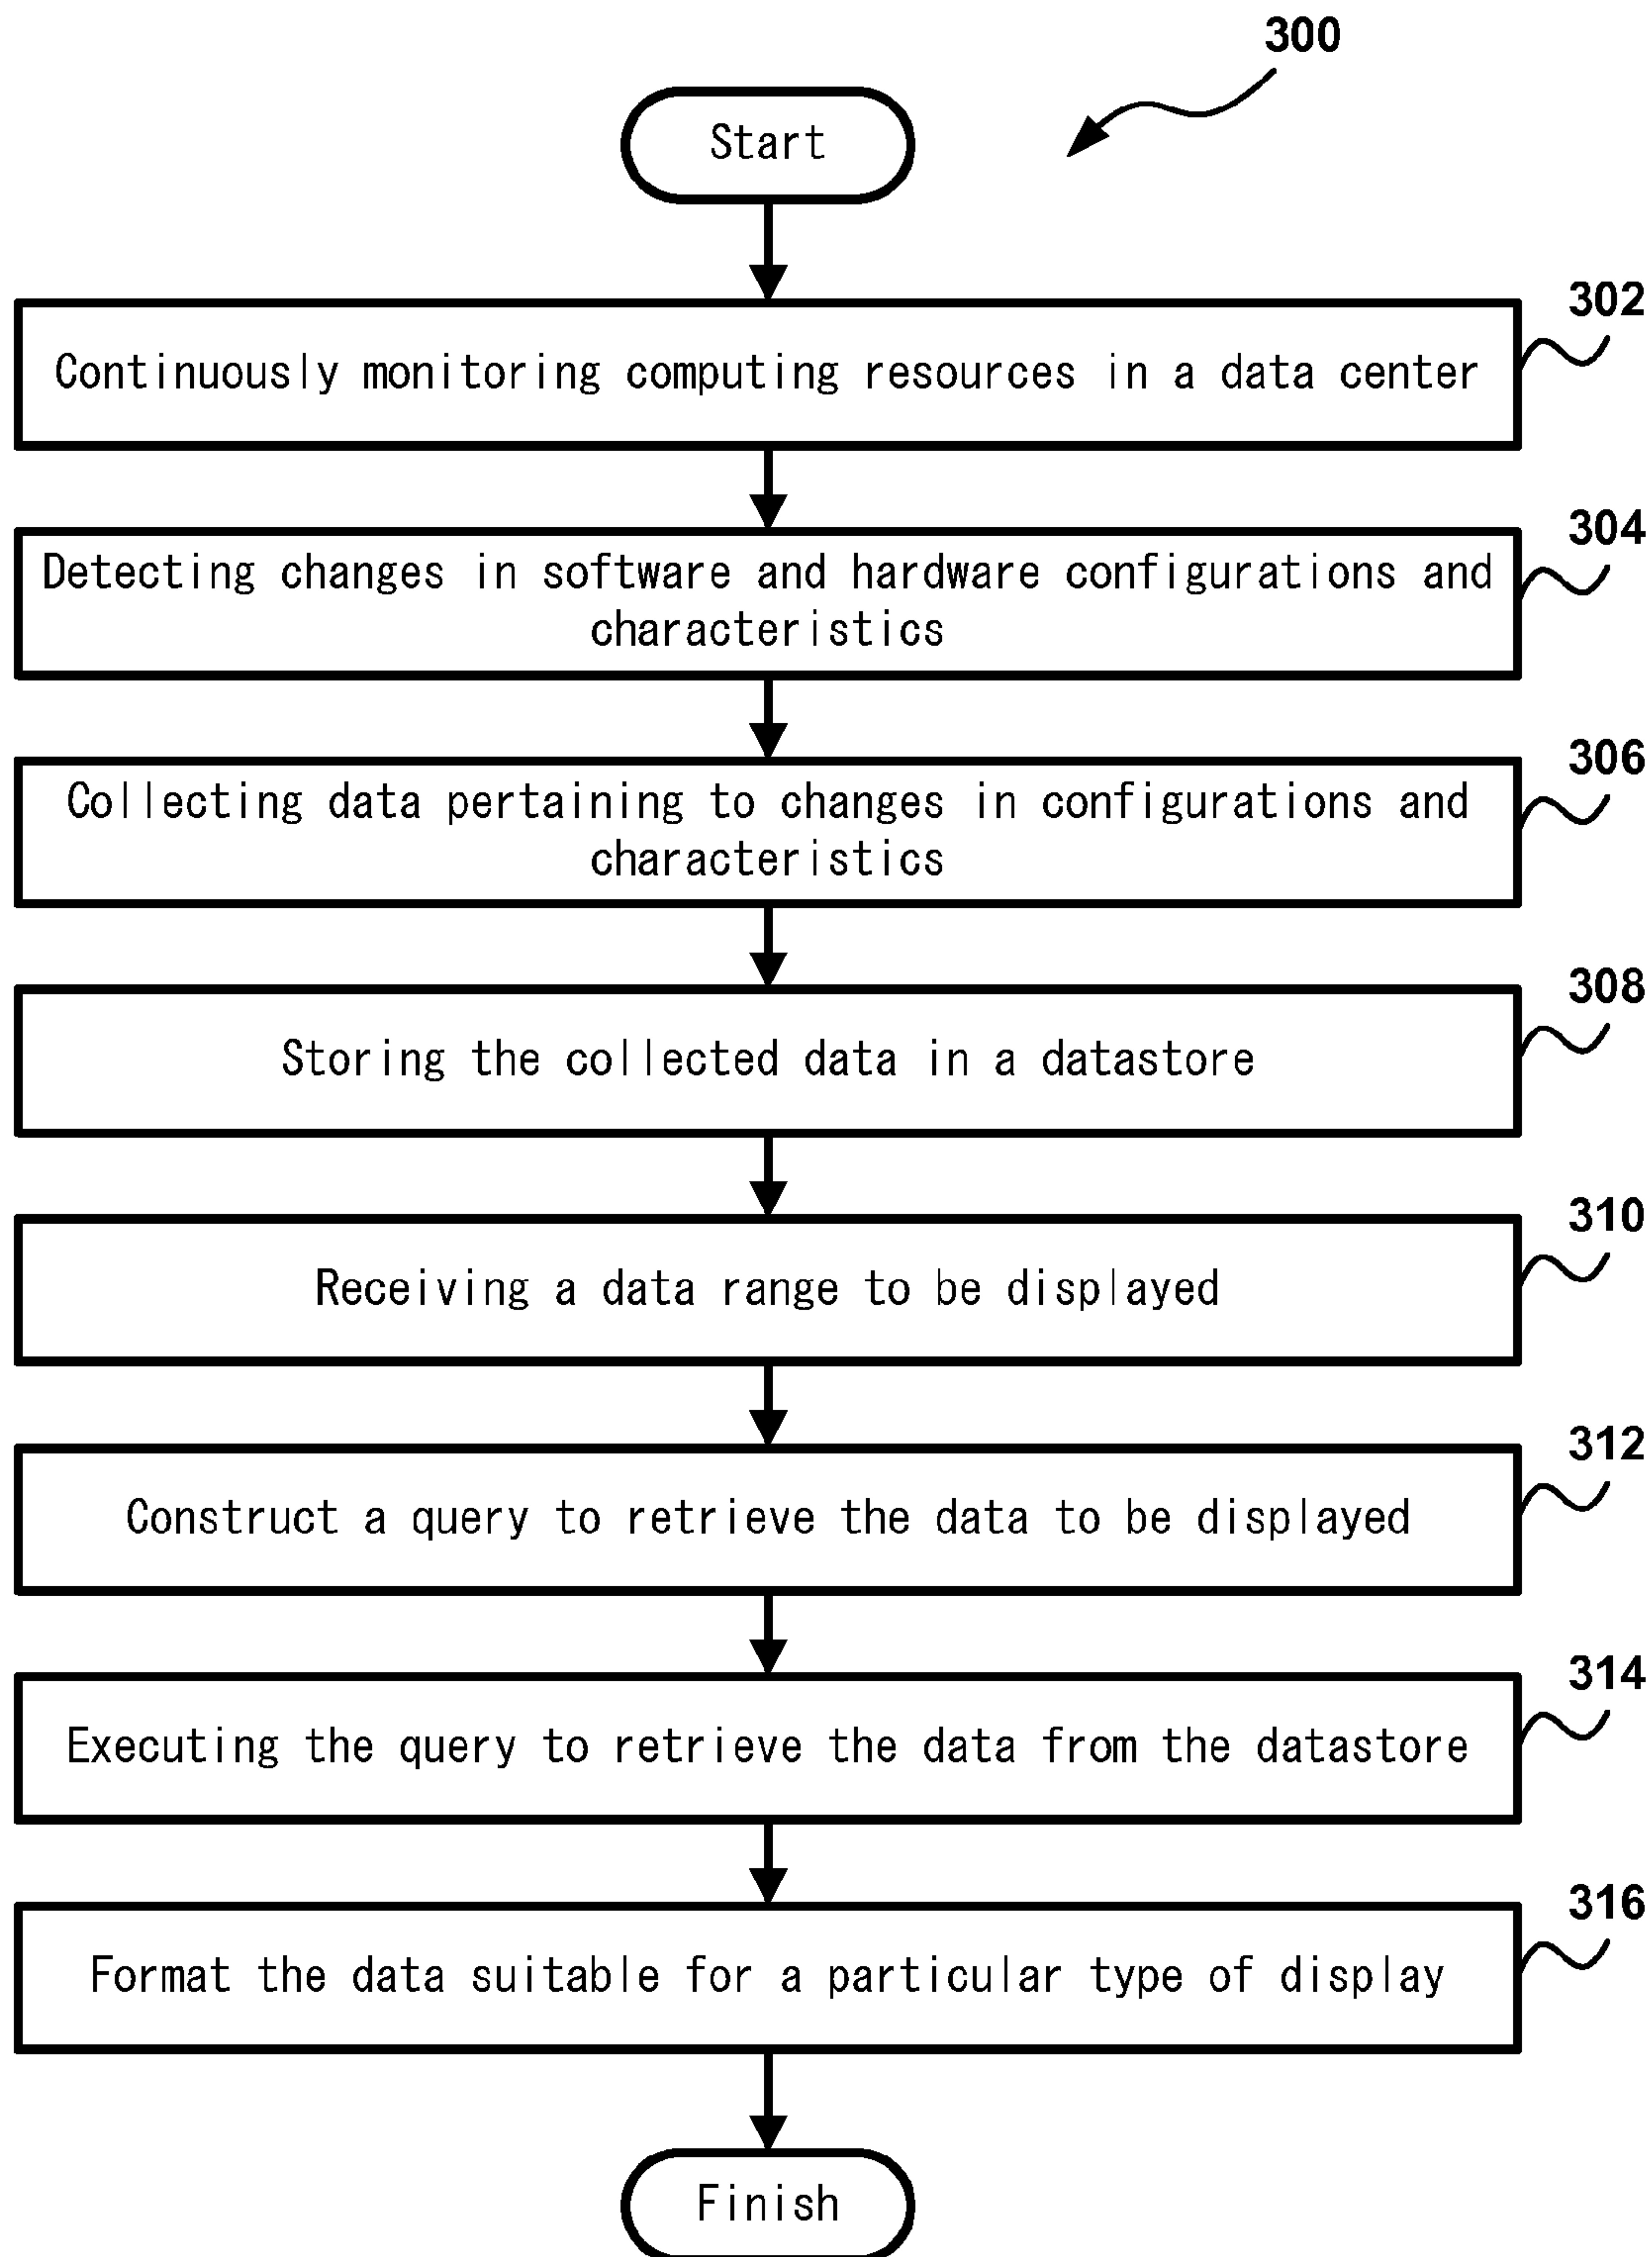 300
Start
302
Continuously monitoring computing resources in a data center
304
Detecting changes in software and hardware configurations and
characteristics
306
Collecting data pertaining to changes in configurations and
characteristics
308
Storing the collected data in a datastore
310
Receiving a data range to be displayed
312
Construct a query to retrieve the data to be displayed
314
Executing the query to retrieve the data from the datastore
316
Format the data suitable for a particular type of display
Finish